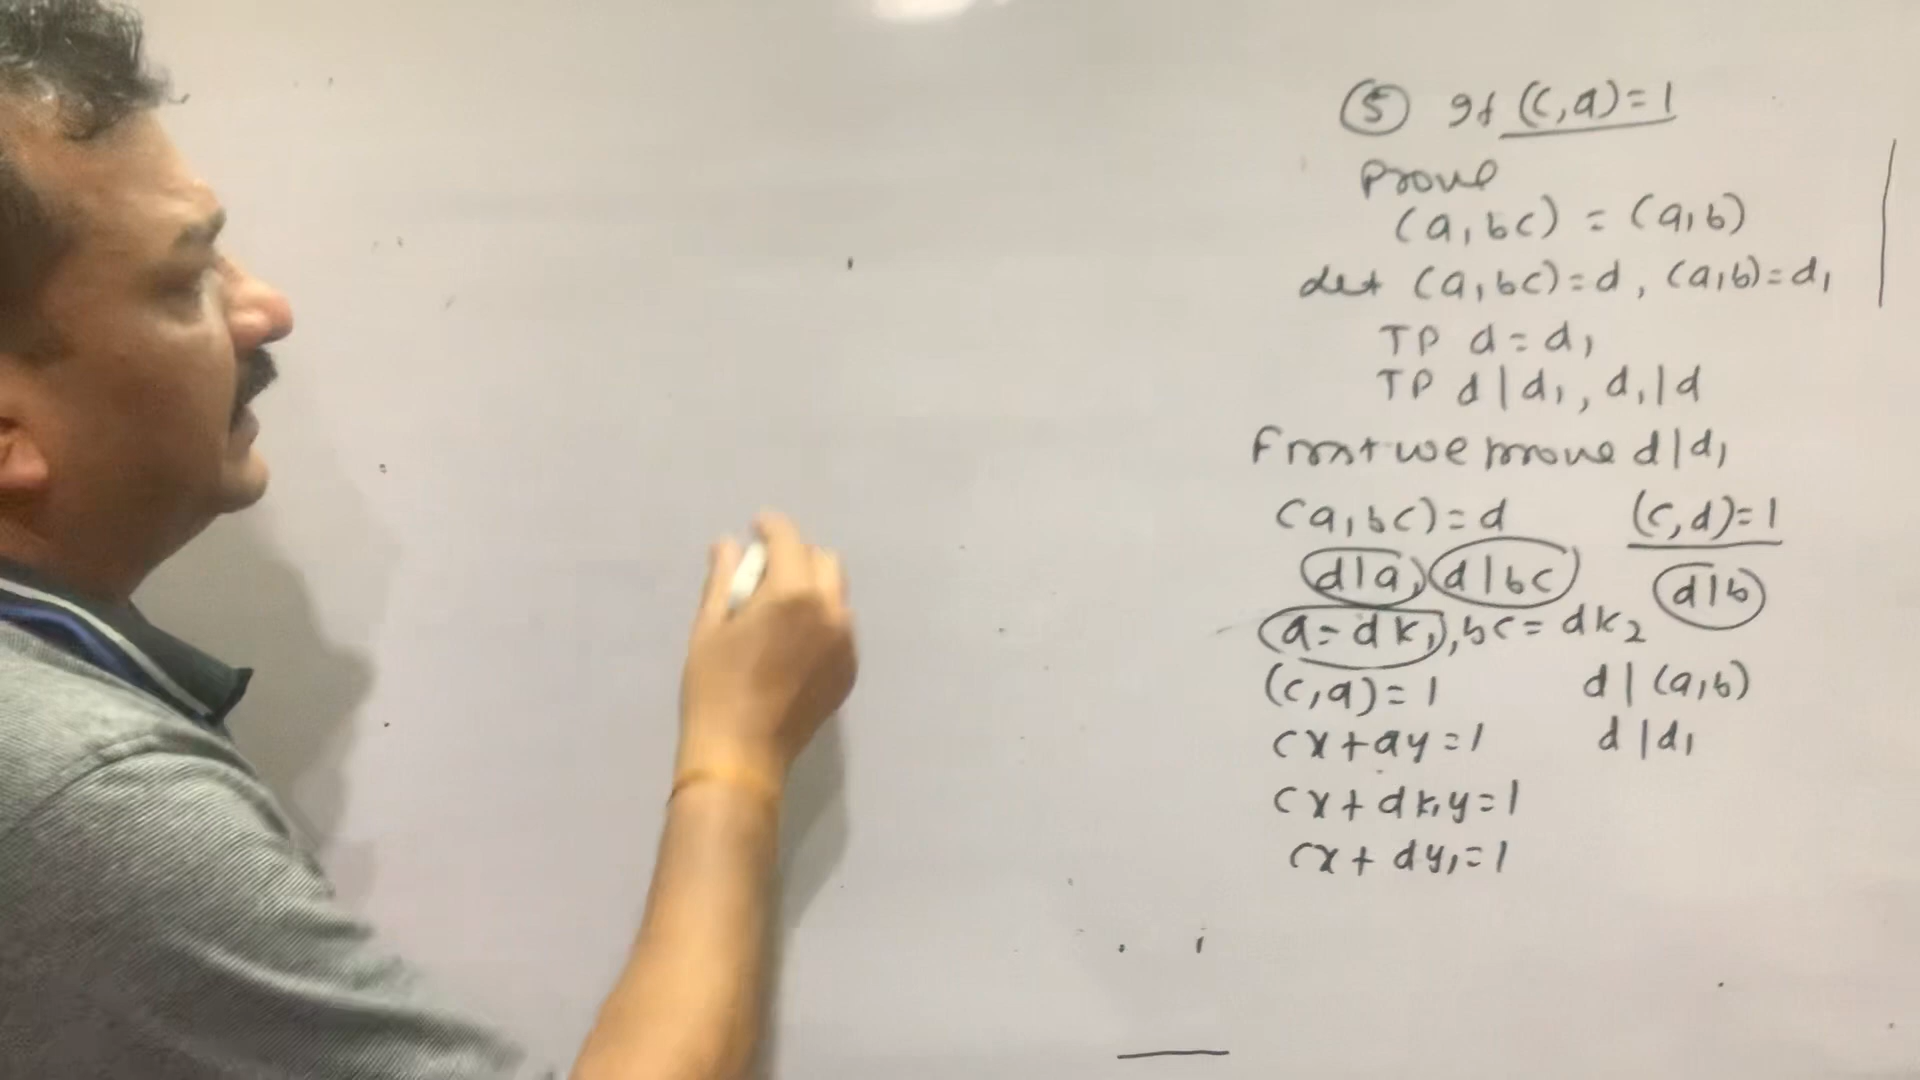 ⑤ If (c,a)=1
Prove
(a,bc) = (a,b)
Let (a,bc)=d, (a,b)=d₁
TP d=d₁
TP d|d₁, d₁|d
First we prove d|d₁
(a,bc)=d
d|a, d|bc
a=dk₁, bc=dk₂
(c,a)=1
cx+ay=1
cx+dk₁y=1
cx+dy₁=1
(c,d)=1
d|b
d|(a,b)
d|d₁